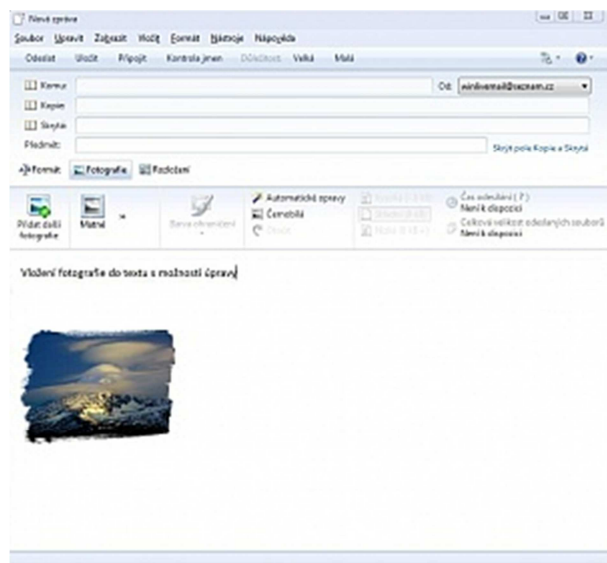 Nová zpráva
Soubor Upravit Zobrazit Vložit Formát Nástroje Nápověda
Odeslat Uložit Připojit Kontrola jmen Důležitost: Velká Malá
Komu: Od: winlivemail@seznam.cz
Kopie:
Skrytá:
Předmět: Skrýt pole Kopie a Skrytá
Formát Fotografie Rozložení
Přidat další fotografie
Matné
Barva ohraničení
Automatické opravy
Černobílá
Otočit
Čas odeslání ( ? )
Není k dispozici
Celková velikost odeslaných souborů
Není k dispozici
Vložení fotografie do textu s možností úpravy